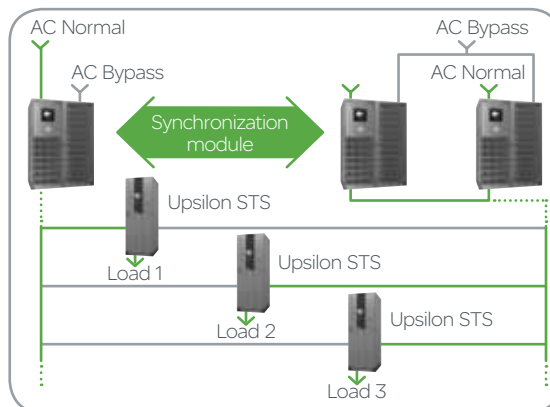 AC Normal
AC Bypass
AC Bypass
AC Normal
Synchronization
module
Upsilon STS
Load 1
Upsilon STS
Load 2
Upsilon STS
Load 3